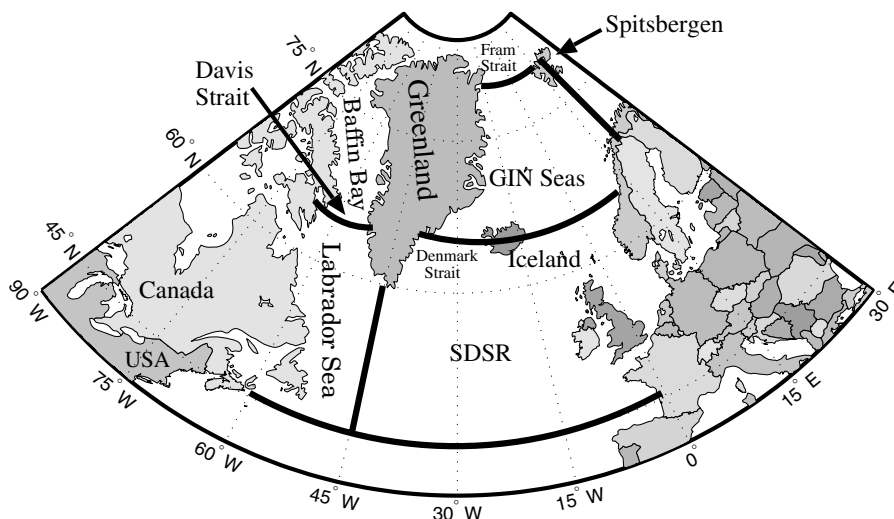 Spitsbergen
Fram
Strait
75° N
Davis
Strait
Baffin Bay
Greenland
60° N
GIN Seas
45° N
Denmark
Strait
Iceland
Labrador Sea
Canada
90° W
30° E
USA
SDSR
75° W
15° E
60° W
0°
45° W
15° W
30° W